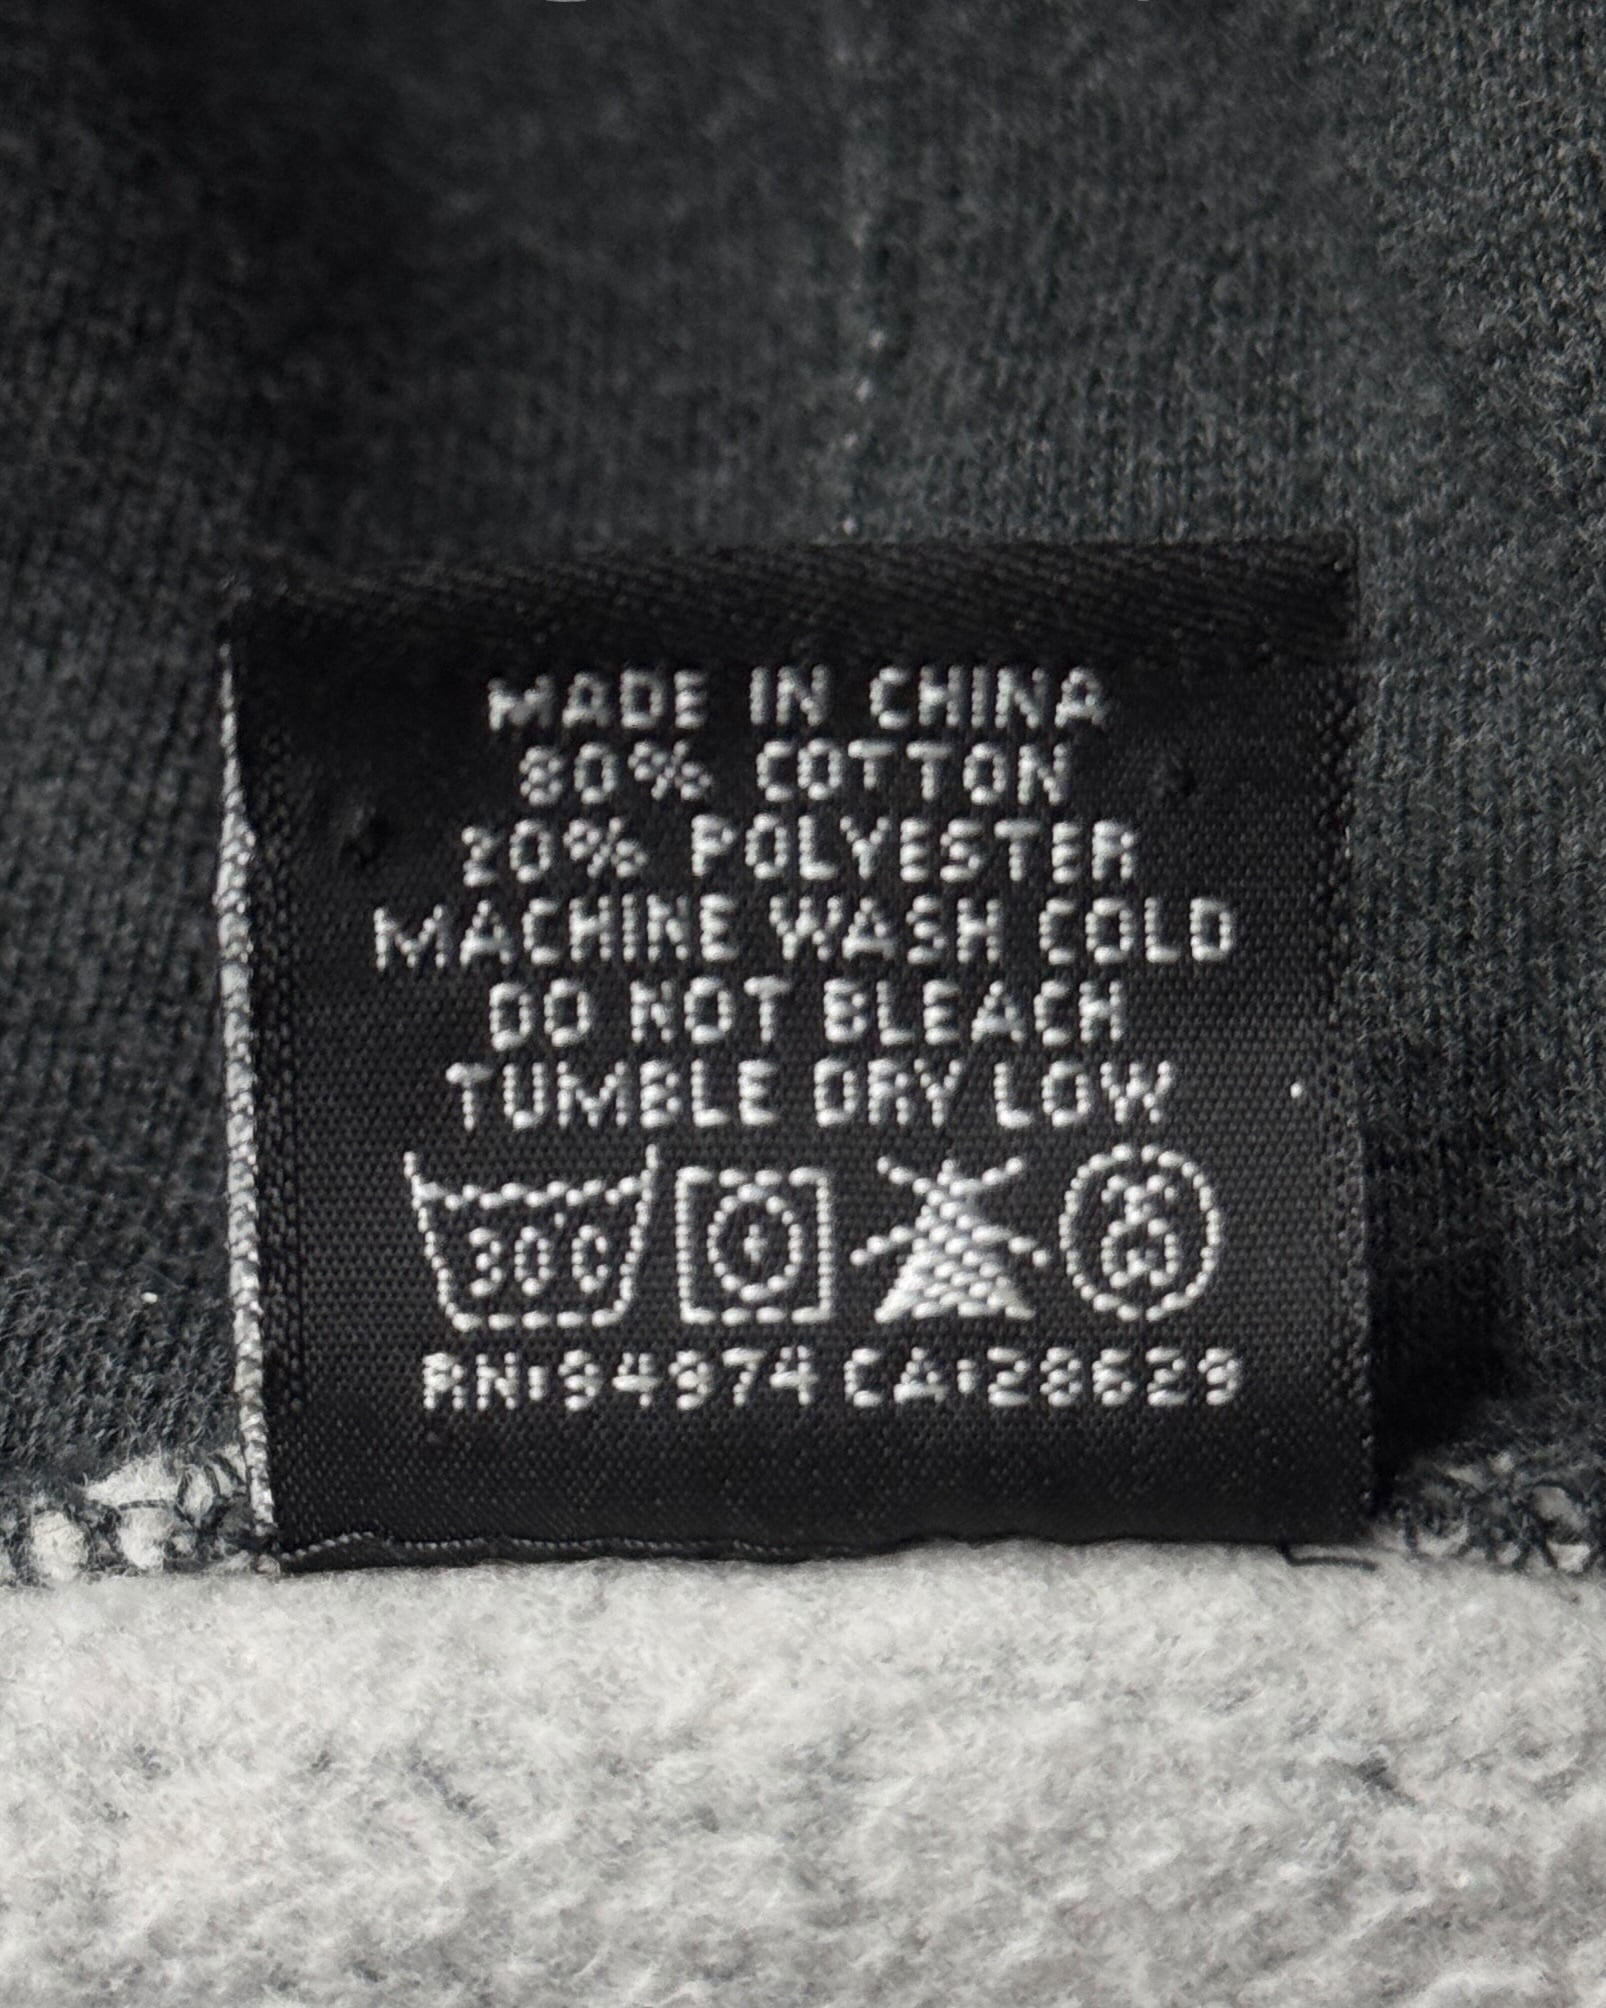 MADE IN CHINA
80% COTTON
20% POLYESTER
MACHINE WASH COLD
DO NOT BLEACH
TUMBLE DRY LOW
30°C
RN:94974 CA:28629